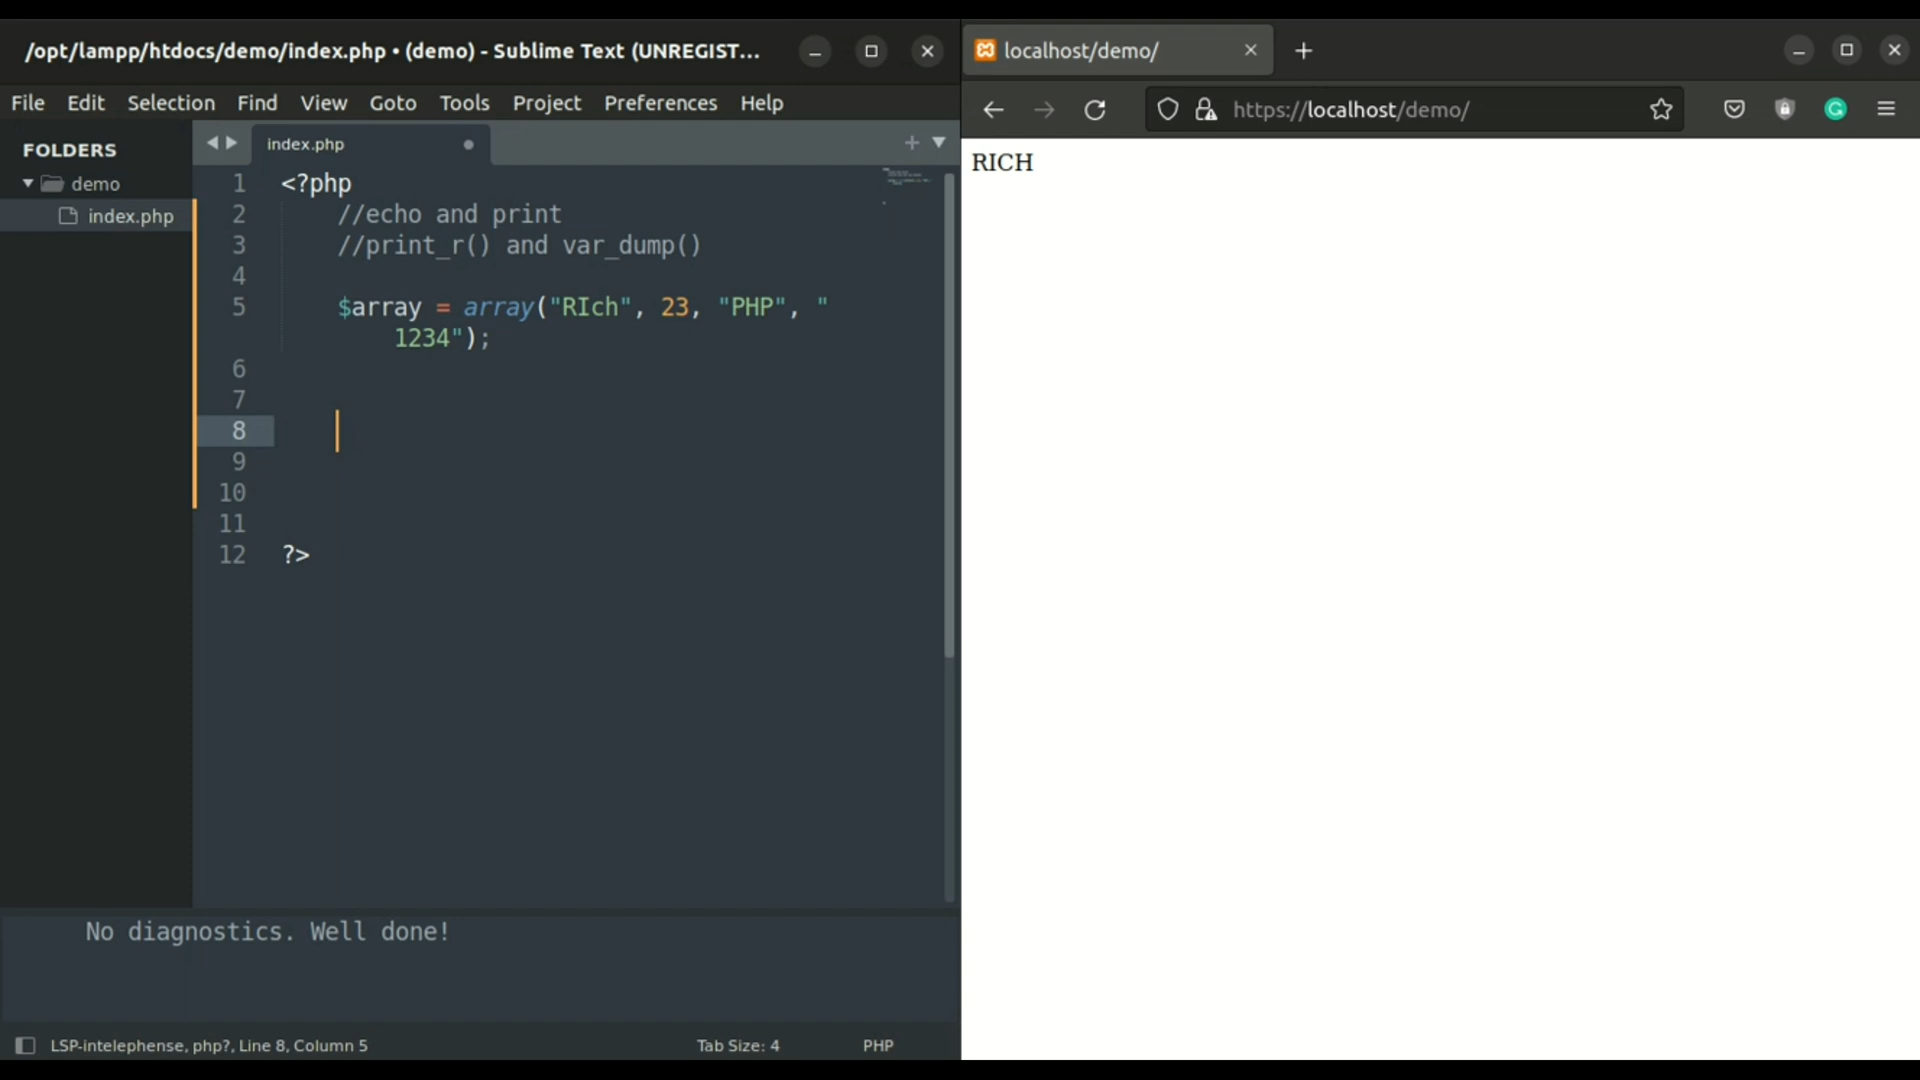 /opt/lampp/htdocs/demo/index.php • (demo) - Sublime Text (UNREGIST...
File Edit Selection Find View Goto Tools Project Preferences Help
FOLDERS
demo
index.php
index.php
1 <?php
2 //echo and print
3 //print_r() and var_dump()
4
5 $array = array("RIch", 23, "PHP", "
1234");
6
7
8
9
10
11
12 ?>
No diagnostics. Well done!
LSP-intelephense, php?, Line 8, Column 5 Tab Size: 4 PHP
localhost/demo/
https://localhost/demo/
RICH